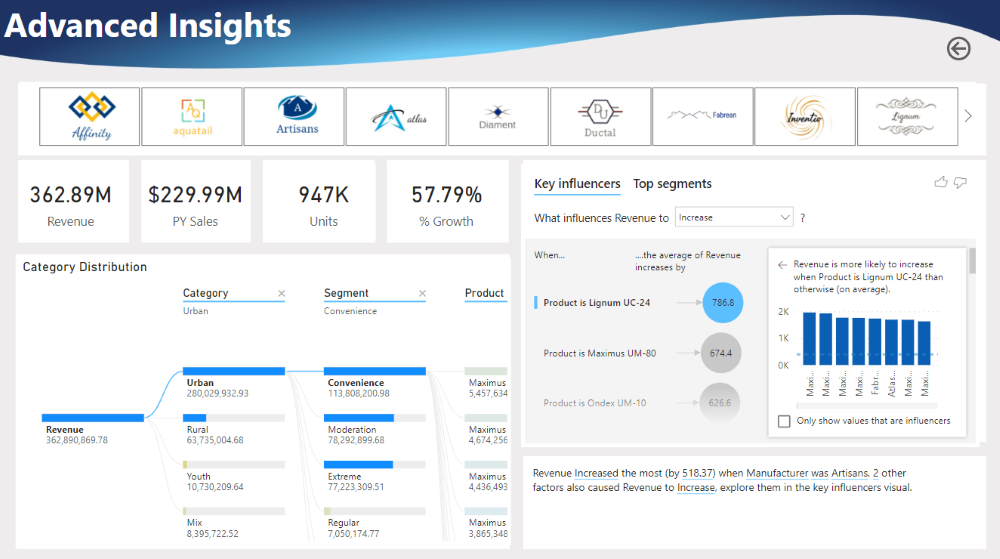 Advanced Insights
Affinity
AQ
aquatail
Artisans
atlas
Diament
DU
Ductal
Fabrean
Inventio
Lignum
362.89M
Revenue
$229.99M
PY Sales
947K
Units
57.79%
% Growth
Key influencers
Top segments
What influences Revenue to
Increase
?
When...
....the average of Revenue
increases by
Product is Lignum UC-24
786.8
Product is Maximus UM-80
674.4
Product is Ondex UM-10
626.6
Revenue is more likely to increase
when Product is Lignum UC-24 than
otherwise (on average).
2K
1K
0K
Maxi...
Maxi...
Maxi...
Maxi...
Fabr...
Atlas...
Maxi...
Maxi...
Only show values that are influencers
Category Distribution
Category
Urban
Segment
Convenience
Product
Revenue
362,890,869.78
Urban
280,029,932.93
Rural
63,735,004.68
Youth
10,730,209.64
Mix
8,395,722.52
Convenience
113,808,200.98
Moderation
78,292,899.68
Extreme
77,223,309.51
Regular
7,050,174.77
Maximus
5,457,634
Maximus
4,674,256
Maximus
4,436,493
Maximus
3,865,348
Revenue Increased the most (by 518.37) when Manufacturer was Artisans. 2 other
factors also caused Revenue to Increase, explore them in the key influencers visual.